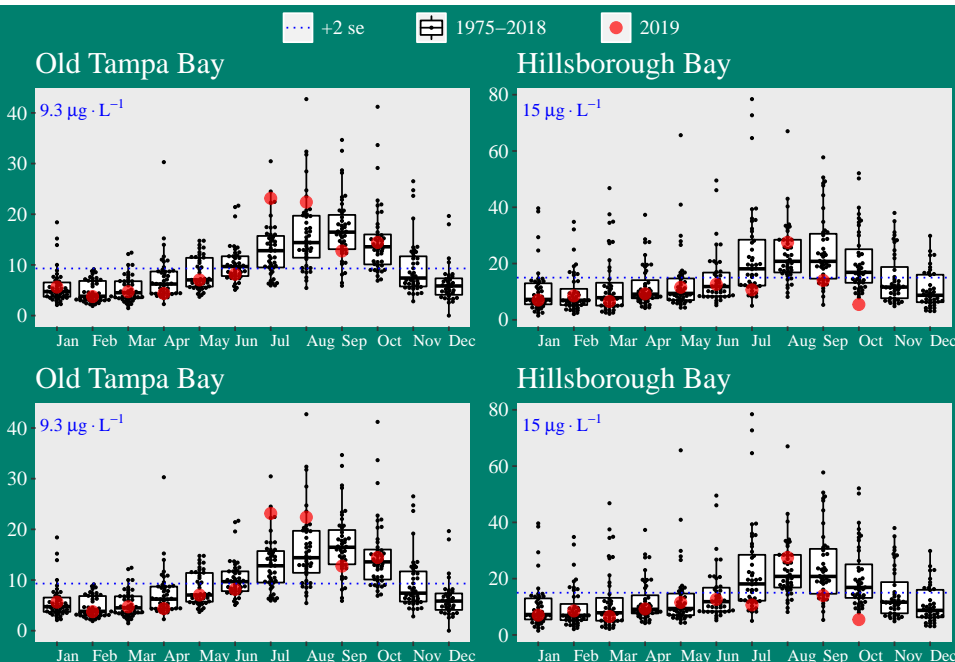 +2 se 1975−2018 2019
Old Tampa Bay Hillsborough Bay
9.3 µg · L⁻¹ 15 µg · L⁻¹
40 80
30 60
20 40
10 20
0 0
Jan Feb Mar Apr May Jun Jul Aug Sep Oct Nov Dec Jan Feb Mar Apr May Jun Jul Aug Sep Oct Nov Dec
Old Tampa Bay Hillsborough Bay
9.3 µg · L⁻¹ 15 µg · L⁻¹
40 80
30 60
20 40
10 20
0 0
Jan Feb Mar Apr May Jun Jul Aug Sep Oct Nov Dec Jan Feb Mar Apr May Jun Jul Aug Sep Oct Nov Dec